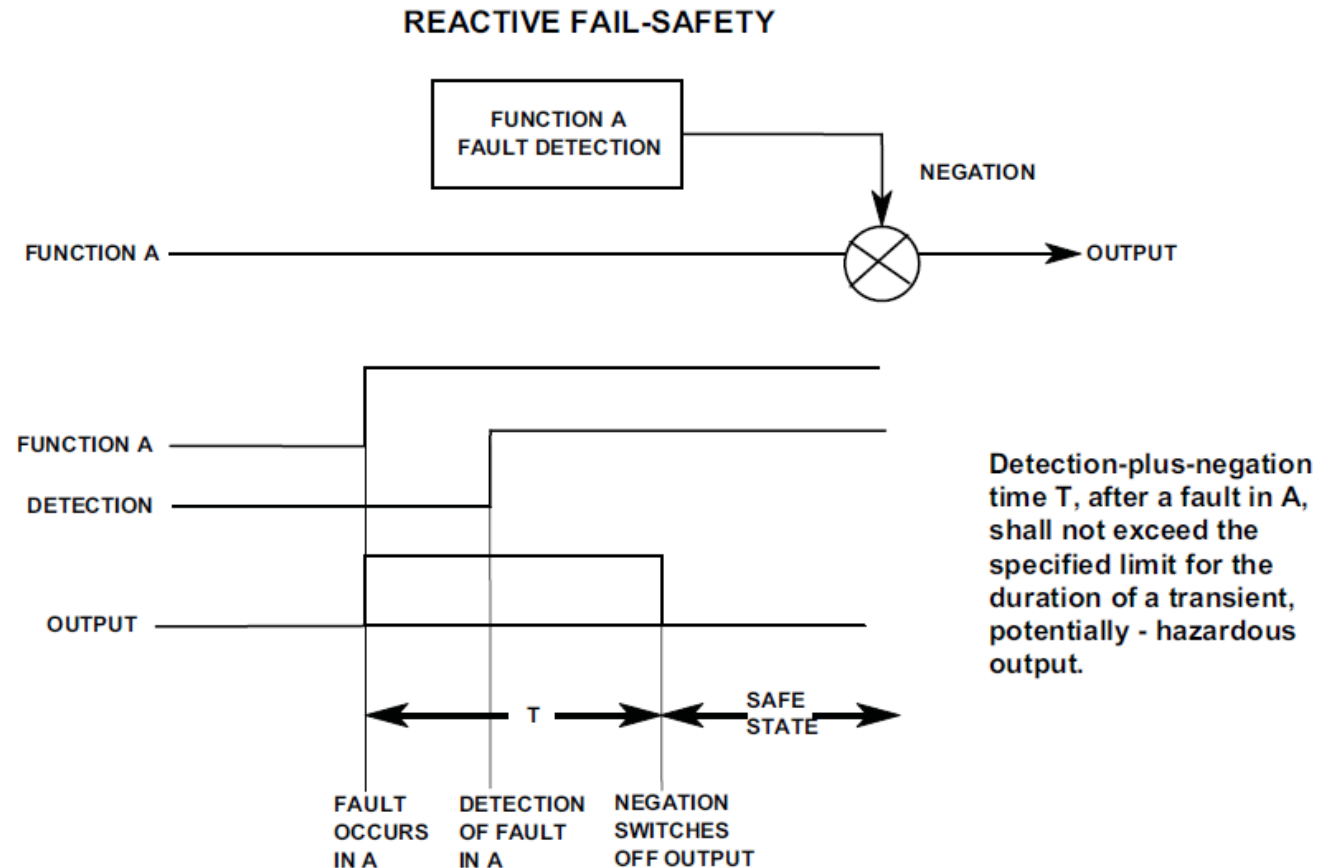 REACTIVE FAIL-SAFETY
FUNCTION A
FAULT DETECTION
NEGATION
FUNCTION A
OUTPUT
FUNCTION A
DETECTION
OUTPUT
Detection-plus-negation
time T, after a fault in A,
shall not exceed the
specified limit for the
duration of a transient,
potentially - hazardous
output.
T
SAFE
STATE
FAULT
OCCURS
IN A
DETECTION
OF FAULT
IN A
NEGATION
SWITCHES
OFF OUTPUT